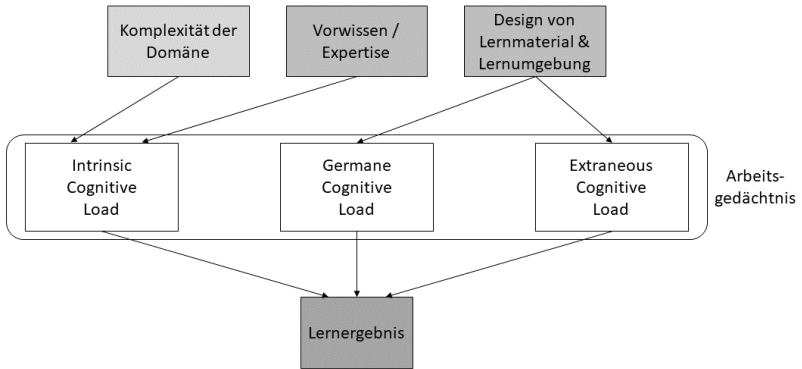 Komplexität der
Domäne
Vorwissen /
Expertise
Design von
Lernmaterial &
Lernumgebung
Intrinsic
Cognitive
Load
Germane
Cognitive
Load
Extraneous
Cognitive
Load
Arbeits-
gedächtnis
Lernergebnis